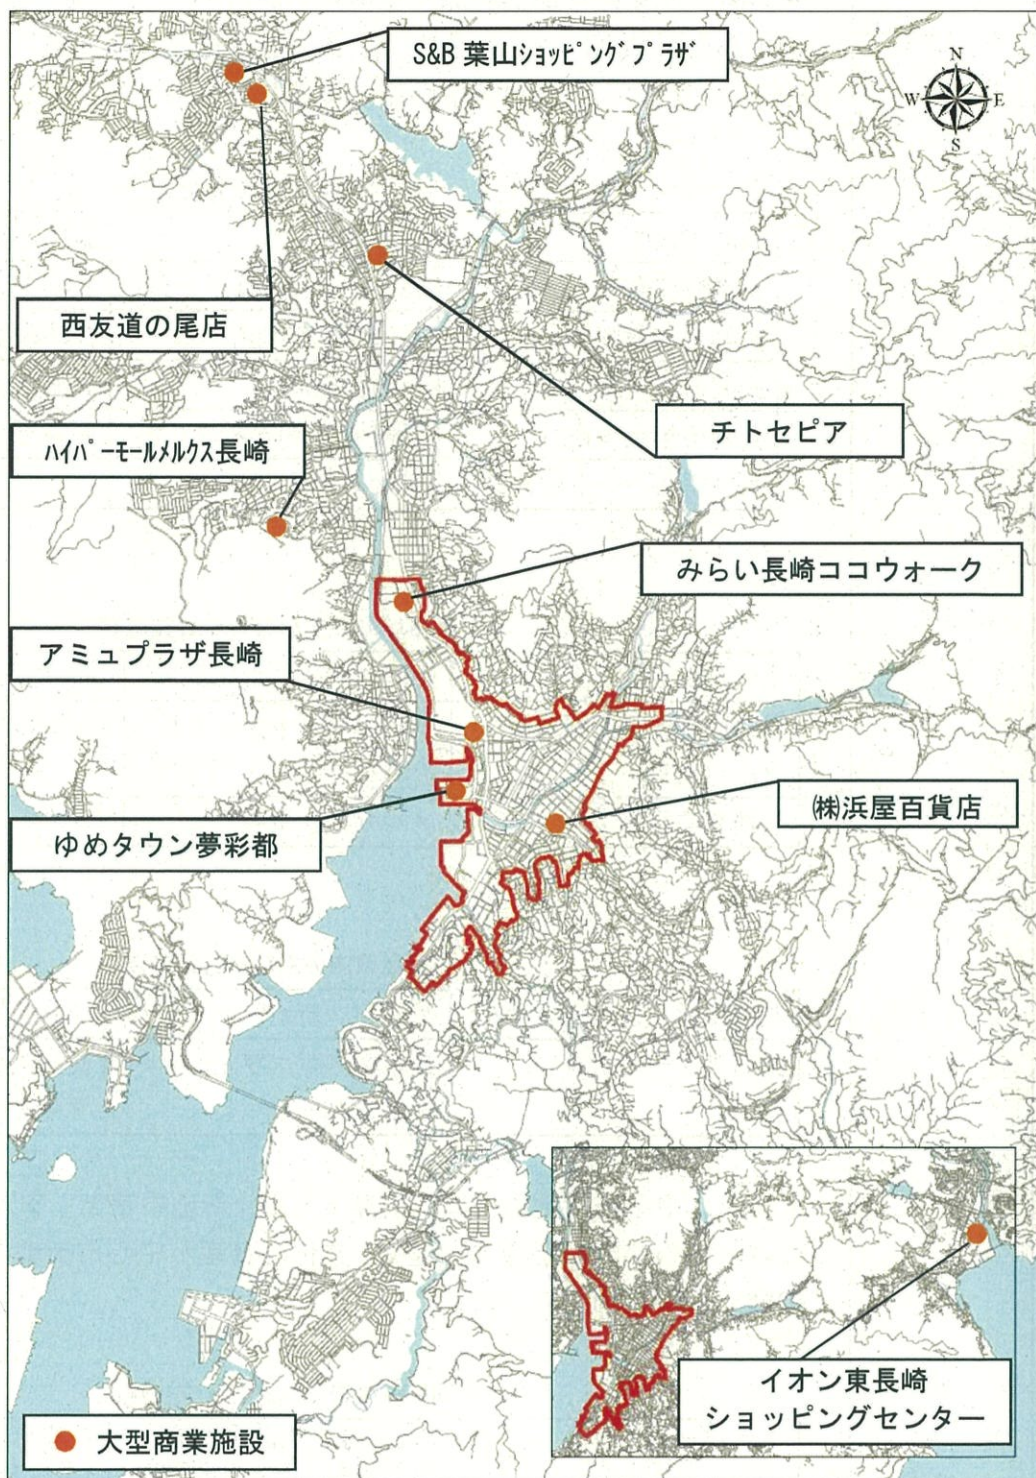 S&B 葉山ｼｮｯﾋﾟﾝｸﾞﾌﾟﾗｻﾞ
N
W
E
S
西友道の尾店
チトセピア
ﾊｲﾊﾟｰﾓｰﾙﾒﾙｸｽ長崎
みらい長崎ココウォーク
アミュプラザ長崎
㈱浜屋百貨店
ゆめタウン夢彩都
イオン東長崎
ショッピングセンター
大型商業施設